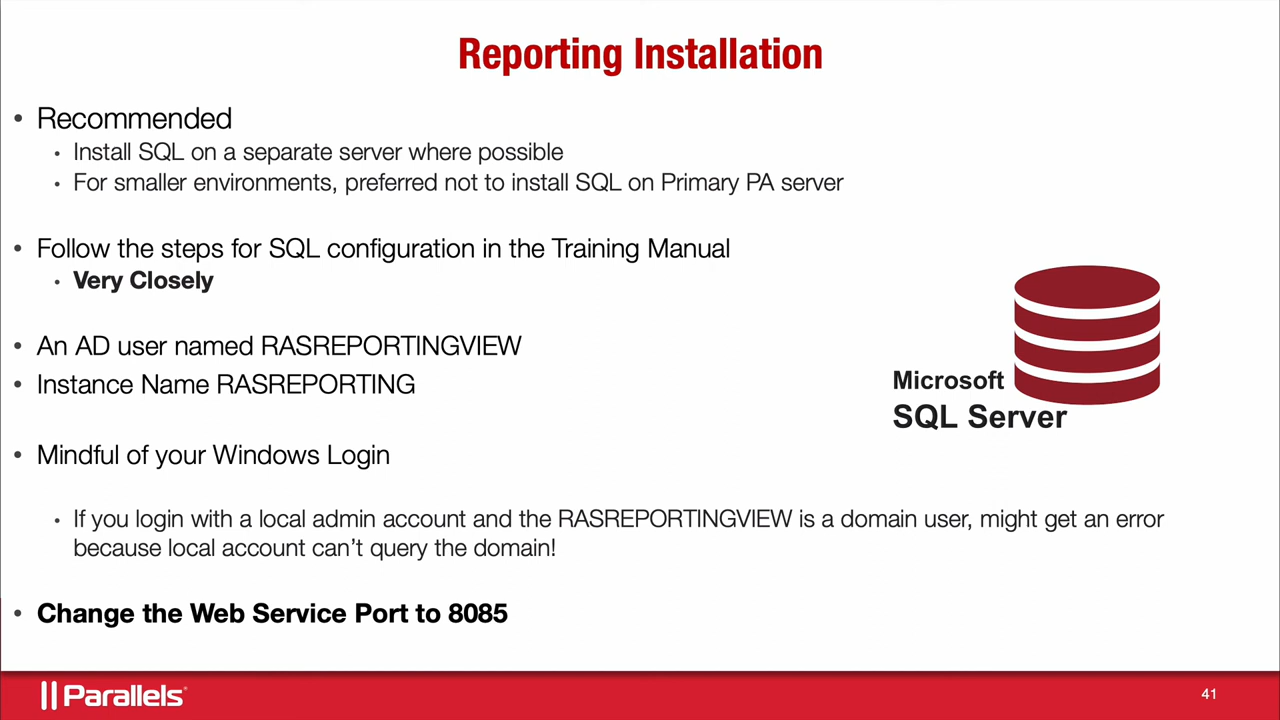 Reporting Installation
• Recommended
• Install SQL on a separate server where possible
• For smaller environments, preferred not to install SQL on Primary PA server
• Follow the steps for SQL configuration in the Training Manual
• Very Closely
• An AD user named RASREPORTINGVIEW
• Instance Name RASREPORTING
Microsoft
SQL Server
• Mindful of your Windows Login
• If you login with a local admin account and the RASREPORTINGVIEW is a domain user, might get an error
because local account can’t query the domain!
• Change the Web Service Port to 8085
Parallels®
41